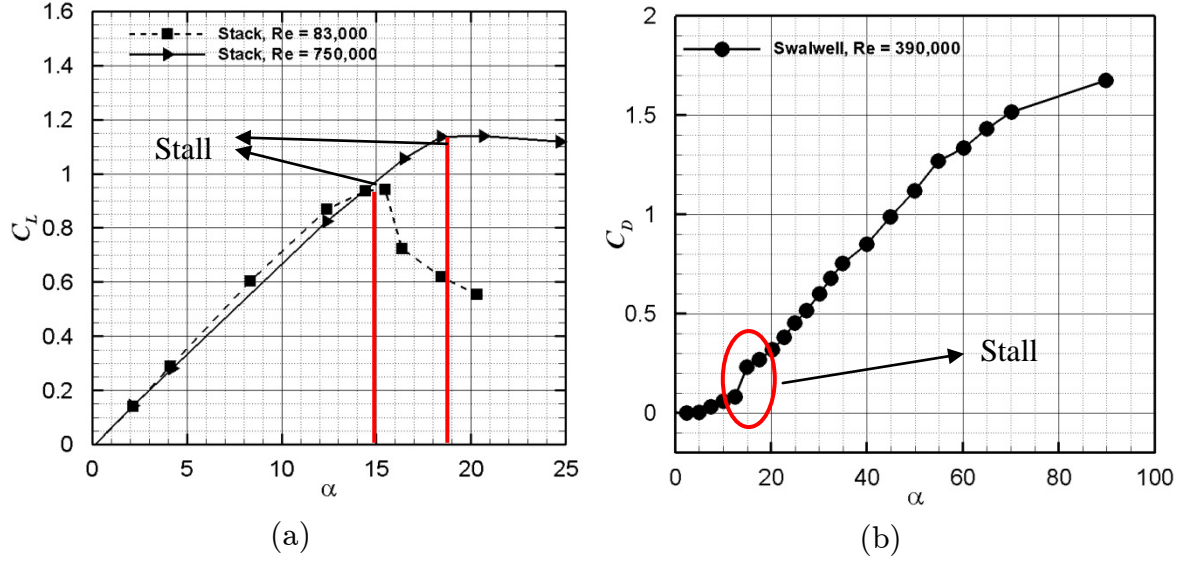 Stack, Re = 83,000
Stack, Re = 750,000
1.6
1.4
1.2
1
0.8
0.6
0.4
0.2
0
C_L
Stall
0 5 10 15 20 25
α
(a)
Swalwell, Re = 390,000
2
1.5
1
0.5
0
C_D
Stall
0 20 40 60 80 100
α
(b)